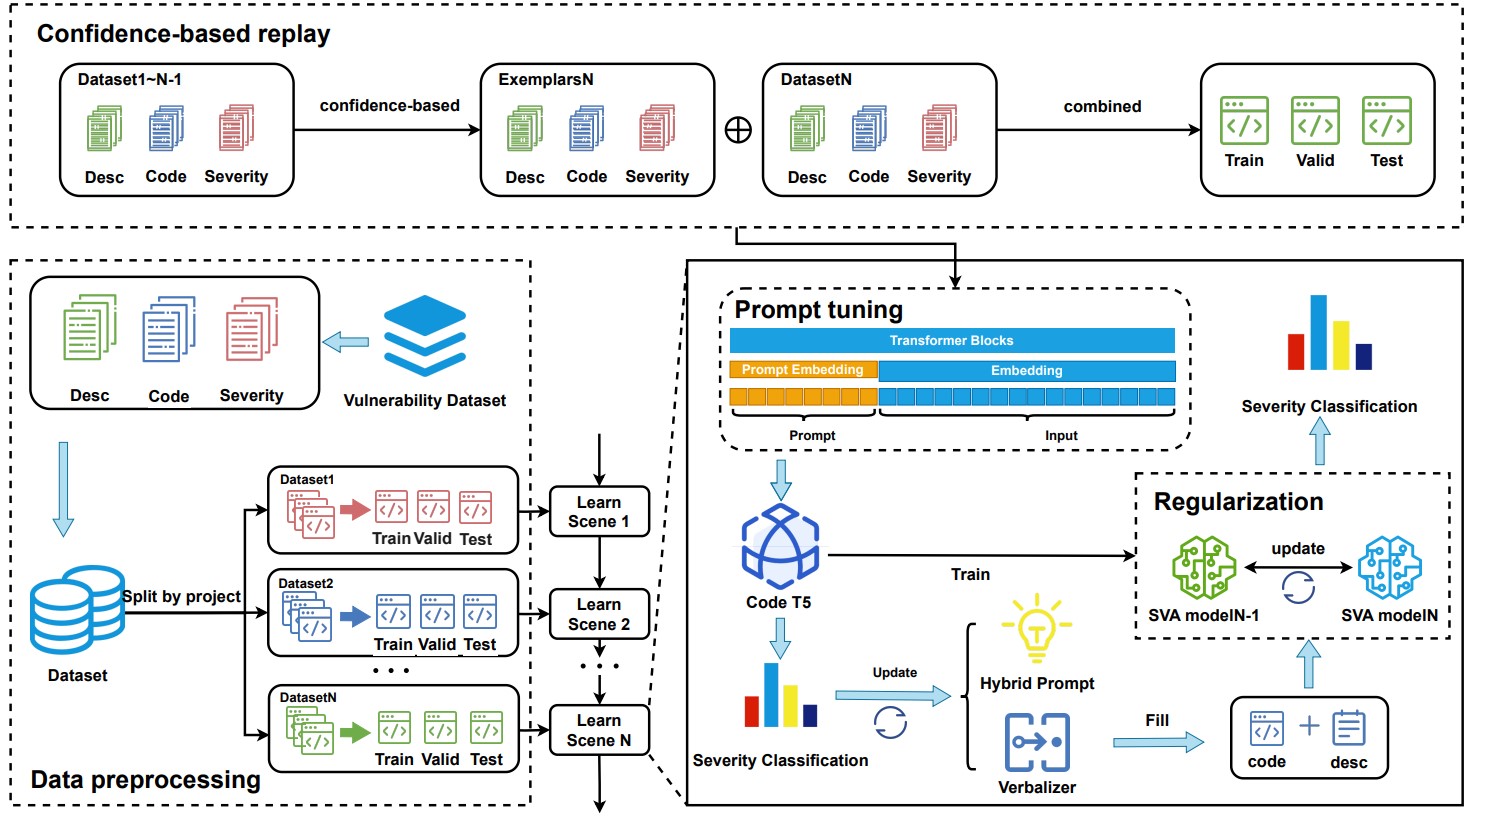 Confidence-based replay
Dataset1~N-1
Desc
Code
Severity
confidence-based
ExemplarsN
Desc
Code
Severity
DatasetN
Desc
Code
Severity
combined
Train
Valid
Test
Desc
Code
Severity
Vulnerability Dataset
Dataset
Split by project
Dataset1
Train Valid Test
Dataset2
Train Valid Test
...
DatasetN
Train Valid Test
Data preprocessing
Learn
Scene 1
Learn
Scene 2
...
Learn
Scene N
Prompt tuning
Transformer Blocks
Prompt Embedding
Embedding
Prompt
Input
Code T5
Train
Severity Classification
Update
Hybrid Prompt
Verbalizer
Fill
code
desc
Regularization
update
SVA modelN-1
SVA modelN
Severity Classification